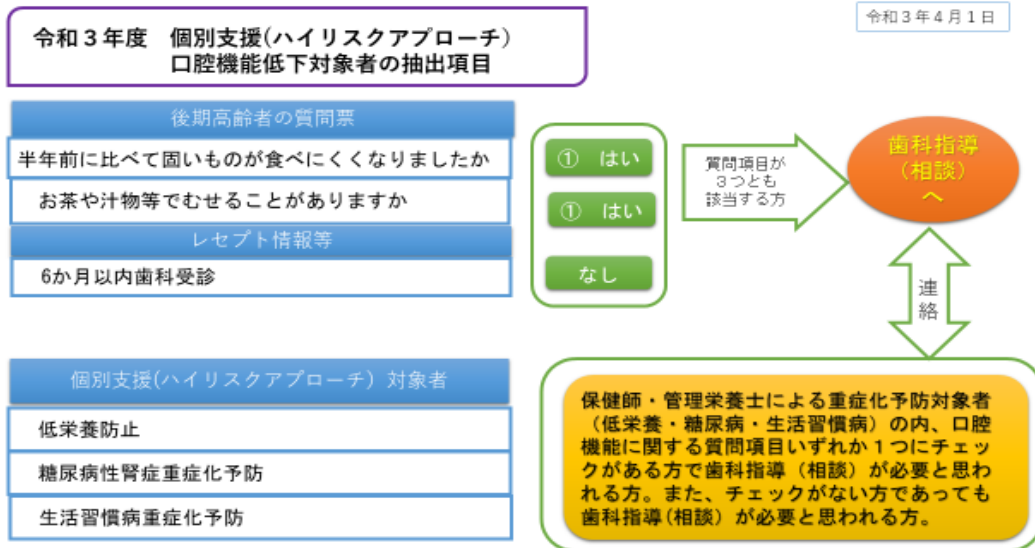 令和３年４月１日
令和３年度　個別支援(ハイリスクアプローチ)
口腔機能低下対象者の抽出項目
後期高齢者の質問票
半年前に比べて固いものが食べにくくなりましたか
① はい
お茶や汁物等でむせることがありますか
① はい
レセプト情報等
6か月以内歯科受診
なし
質問項目が
３つとも
該当する方
歯科指導
（相談）
へ
連
絡
個別支援(ハイリスクアプローチ）対象者
低栄養防止
糖尿病性腎症重症化予防
生活習慣病重症化予防
保健師・管理栄養士による重症化予防対象者
（低栄養・糖尿病・生活習慣病）の内、口腔
機能に関する質問項目いずれか１つにチェッ
クがある方で歯科指導（相談）が必要と思わ
れる方。また、チェックがない方であっても
歯科指導(相談）が必要と思われる方。